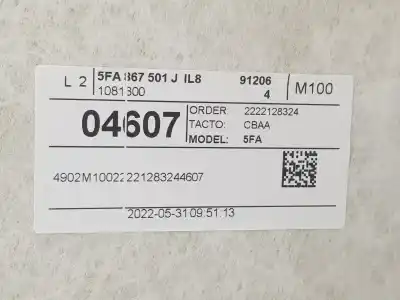 L 2 5FA 867 501 J IL8 91206 4 M100
1081800
04607
ORDER: 2222128324
TACTO: CBAA
MODEL: 5FA
4902M10022221283244607
2022-05-31 09.51.13